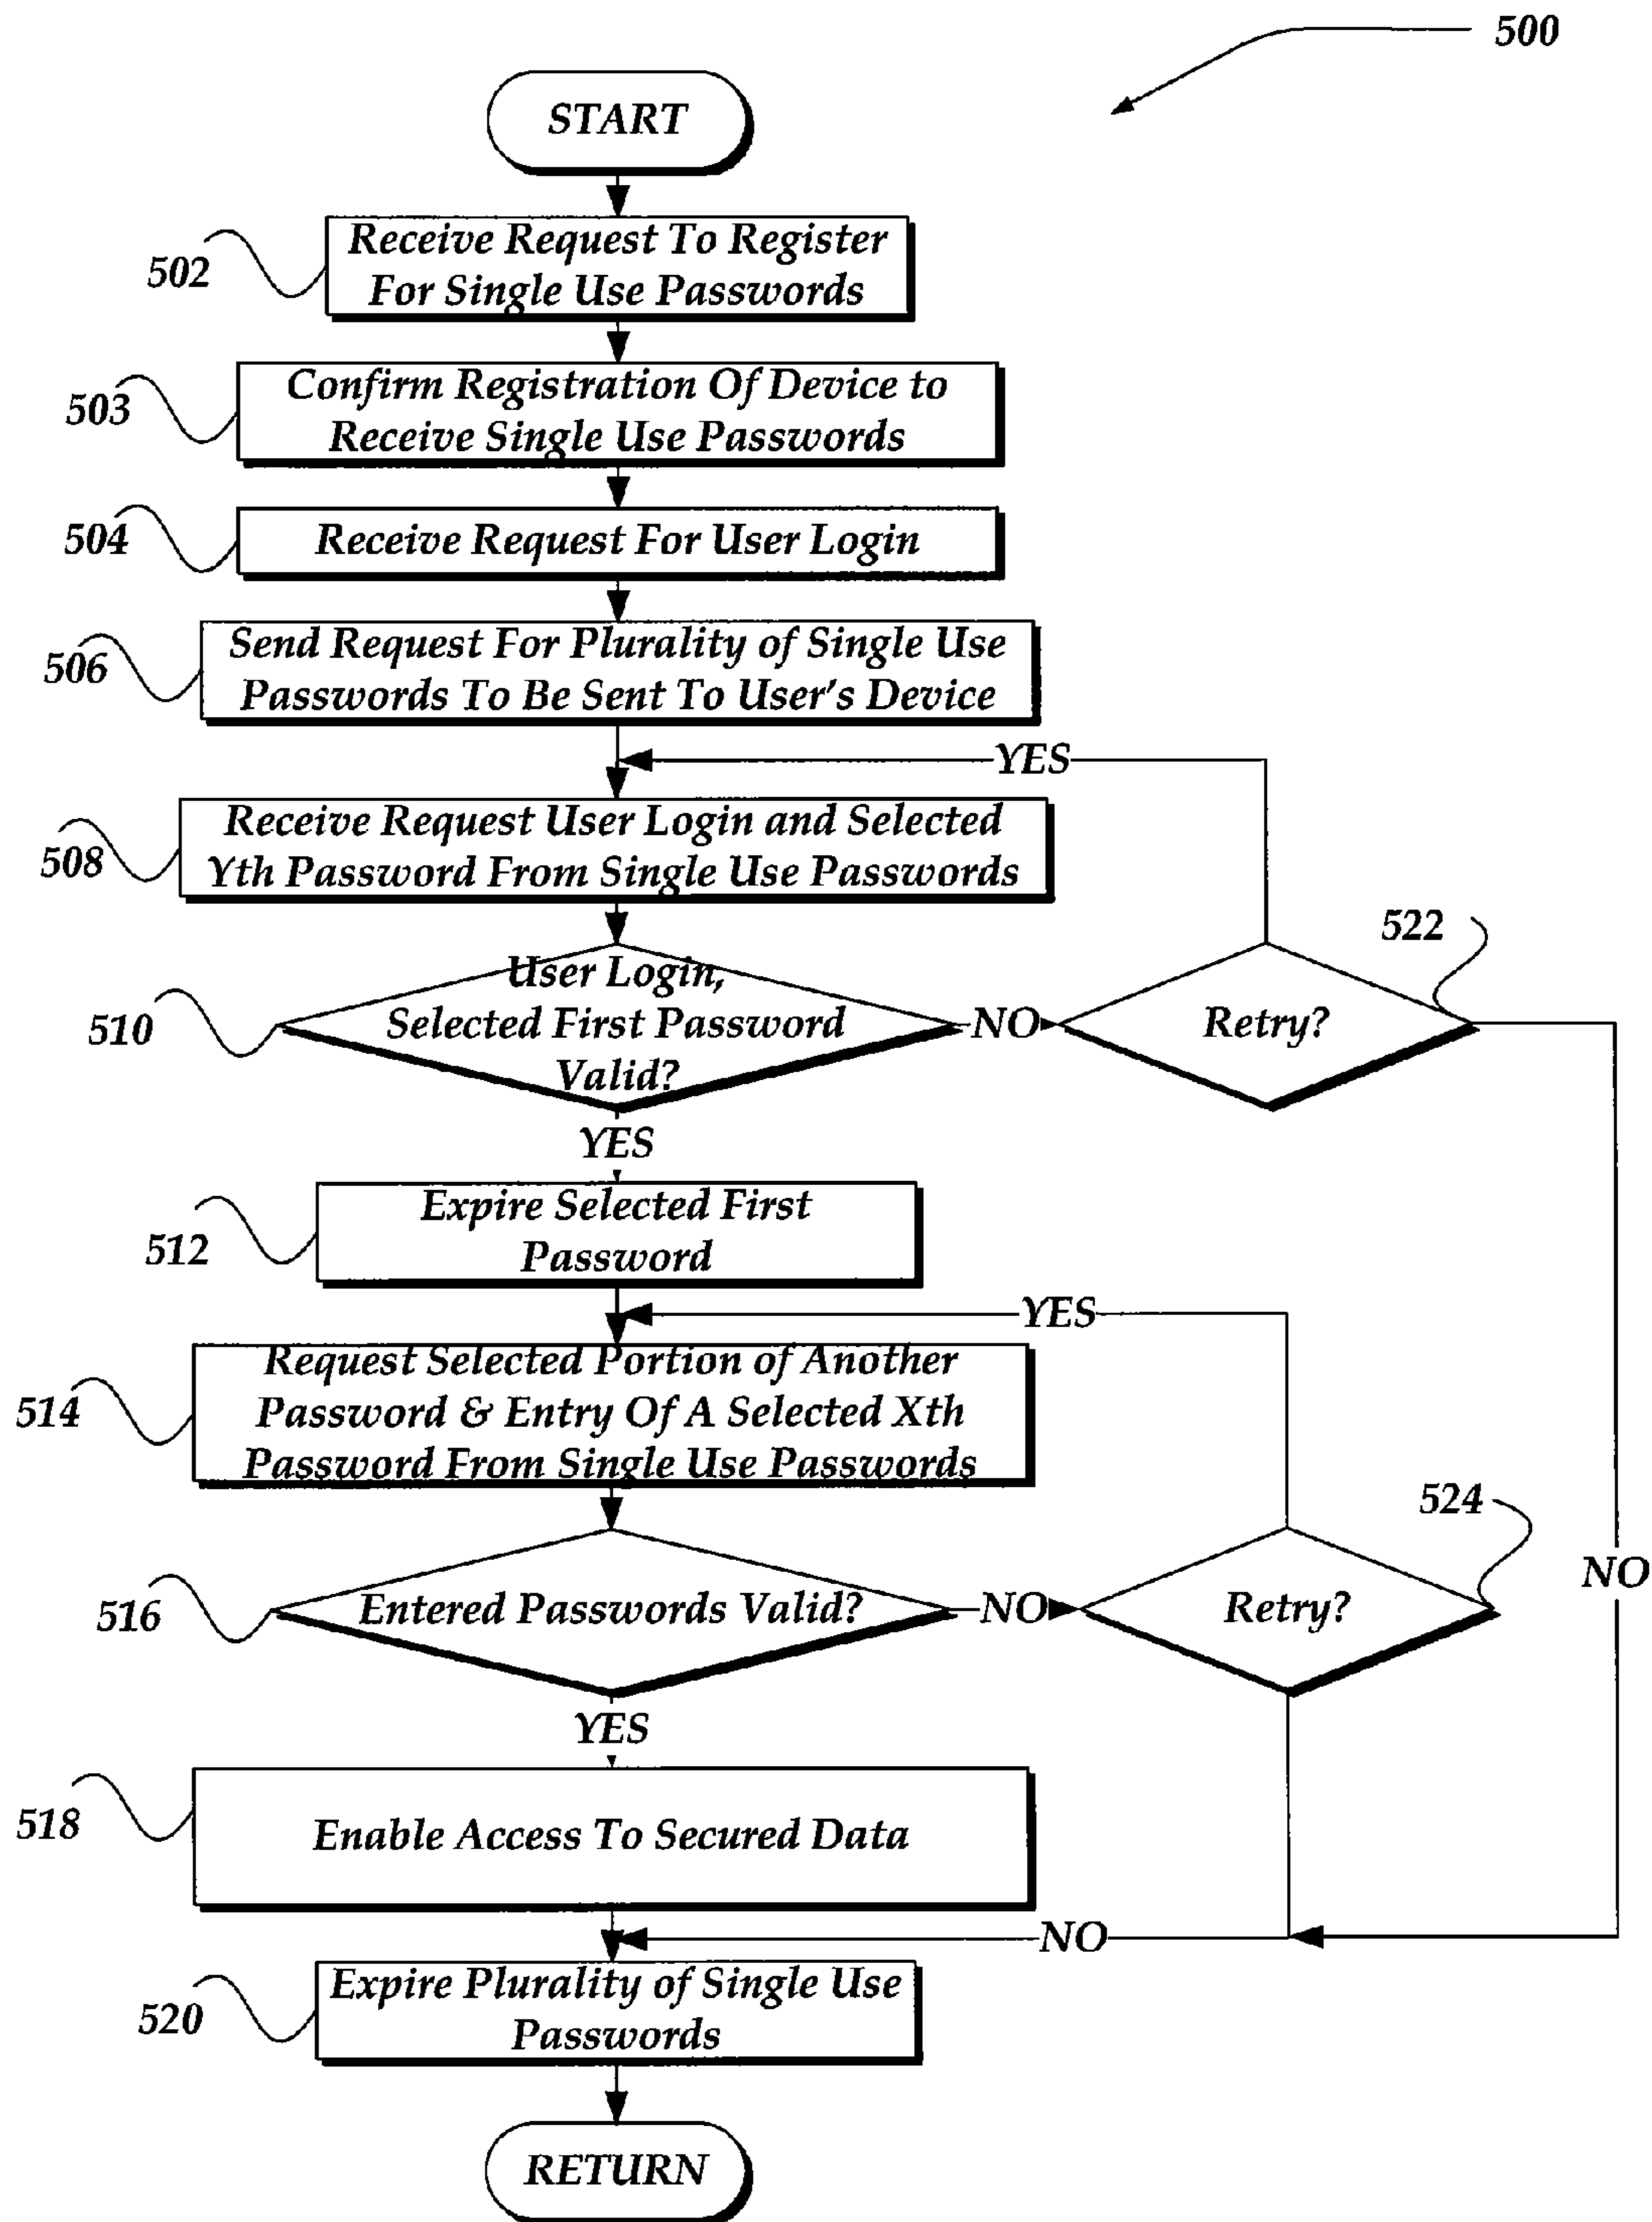 500
START
502
Receive Request To Register
For Single Use Passwords
503
Confirm Registration Of Device to
Receive Single Use Passwords
504
Receive Request For User Login
506
Send Request For Plurality of Single Use
Passwords To Be Sent To User's Device
YES
508
Receive Request User Login and Selected
Yth Password From Single Use Passwords
522
510
User Login,
Selected First Password
Valid?
NO
Retry?
YES
512
Expire Selected First
Password
YES
514
Request Selected Portion of Another
Password & Entry Of A Selected Xth
Password From Single Use Passwords
524
NO
516
Entered Passwords Valid?
NO
Retry?
YES
518
Enable Access To Secured Data
NO
520
Expire Plurality of Single Use
Passwords
RETURN